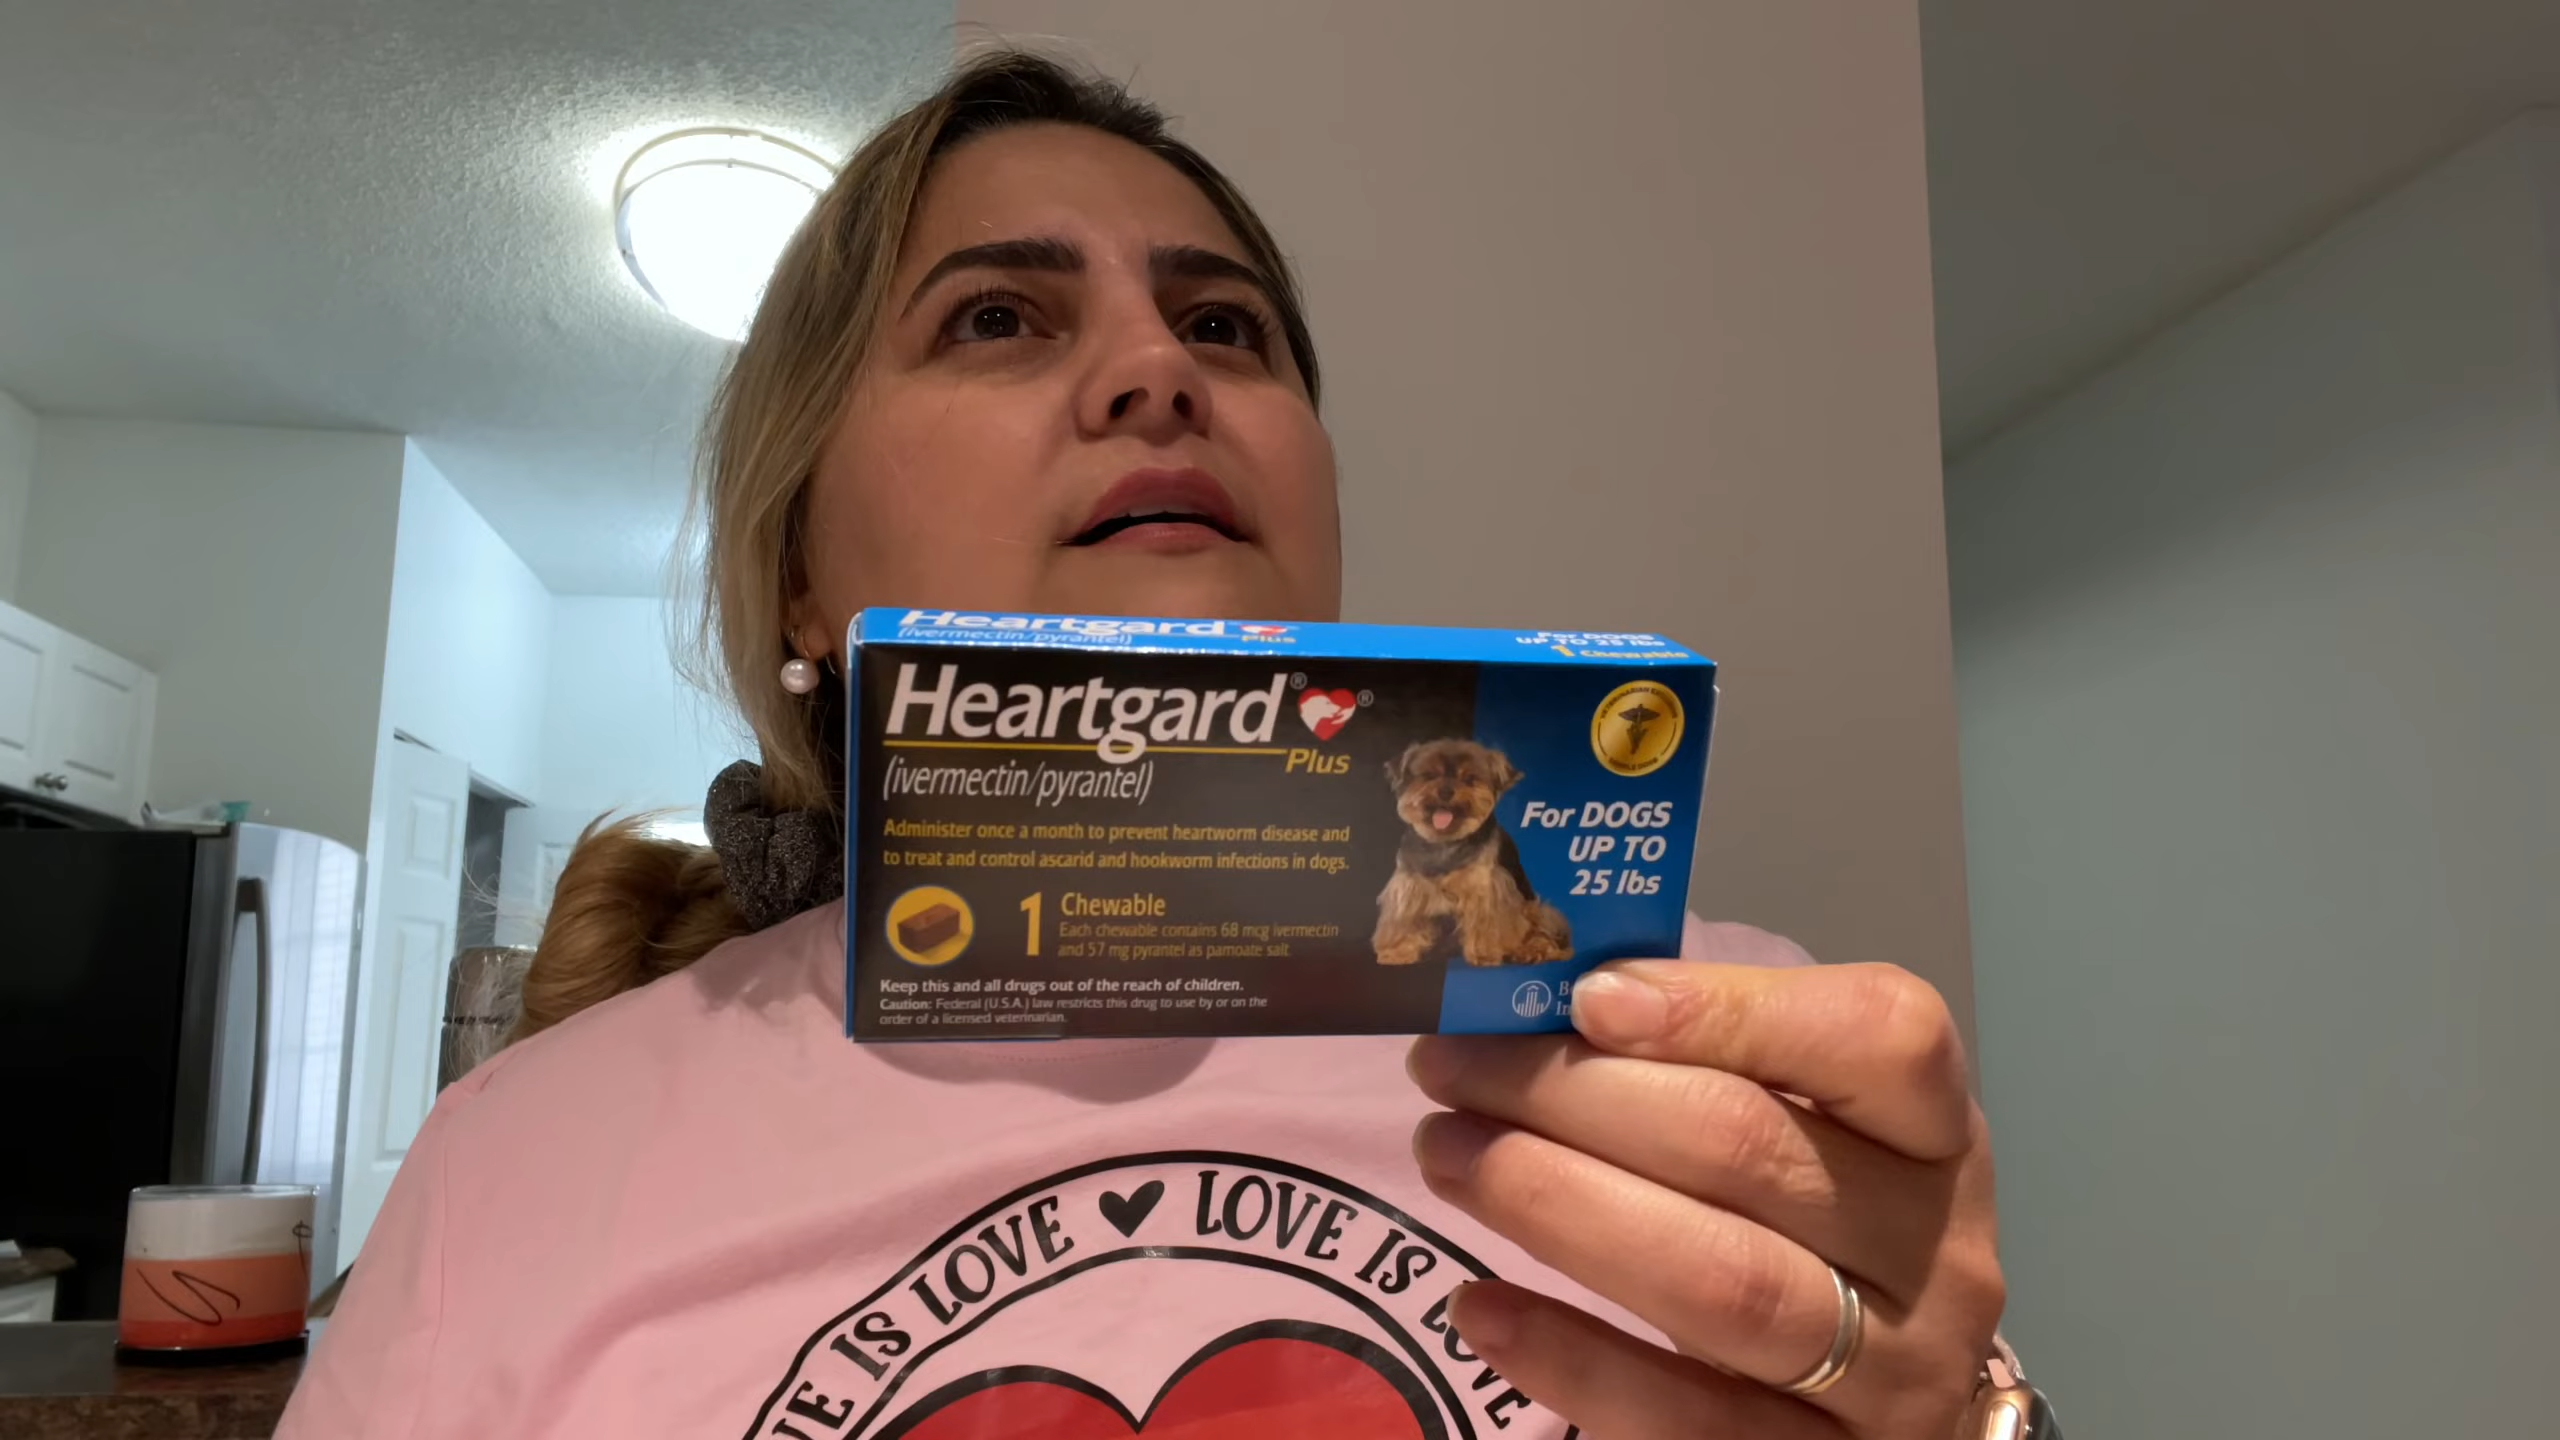 Heartgard® Plus
(ivermectin/pyrantel)
For DOGS
UP TO 25 lbs
1 Chewable
Heartgard® ®
Plus
(ivermectin/pyrantel)
Administer once a month to prevent heartworm disease and
to treat and control ascarid and hookworm infections in dogs.
1 Chewable
Each chewable contains 68 mcg ivermectin
and 57 mg pyrantel as pamoate salt.
Keep this and all drugs out of the reach of children.
Caution: Federal (U.S.A.) law restricts this drug to use by or on the
order of a licensed veterinarian.
For DOGS
UP TO
25 lbs
IS LOVE ♥ LOVE IS LOVE